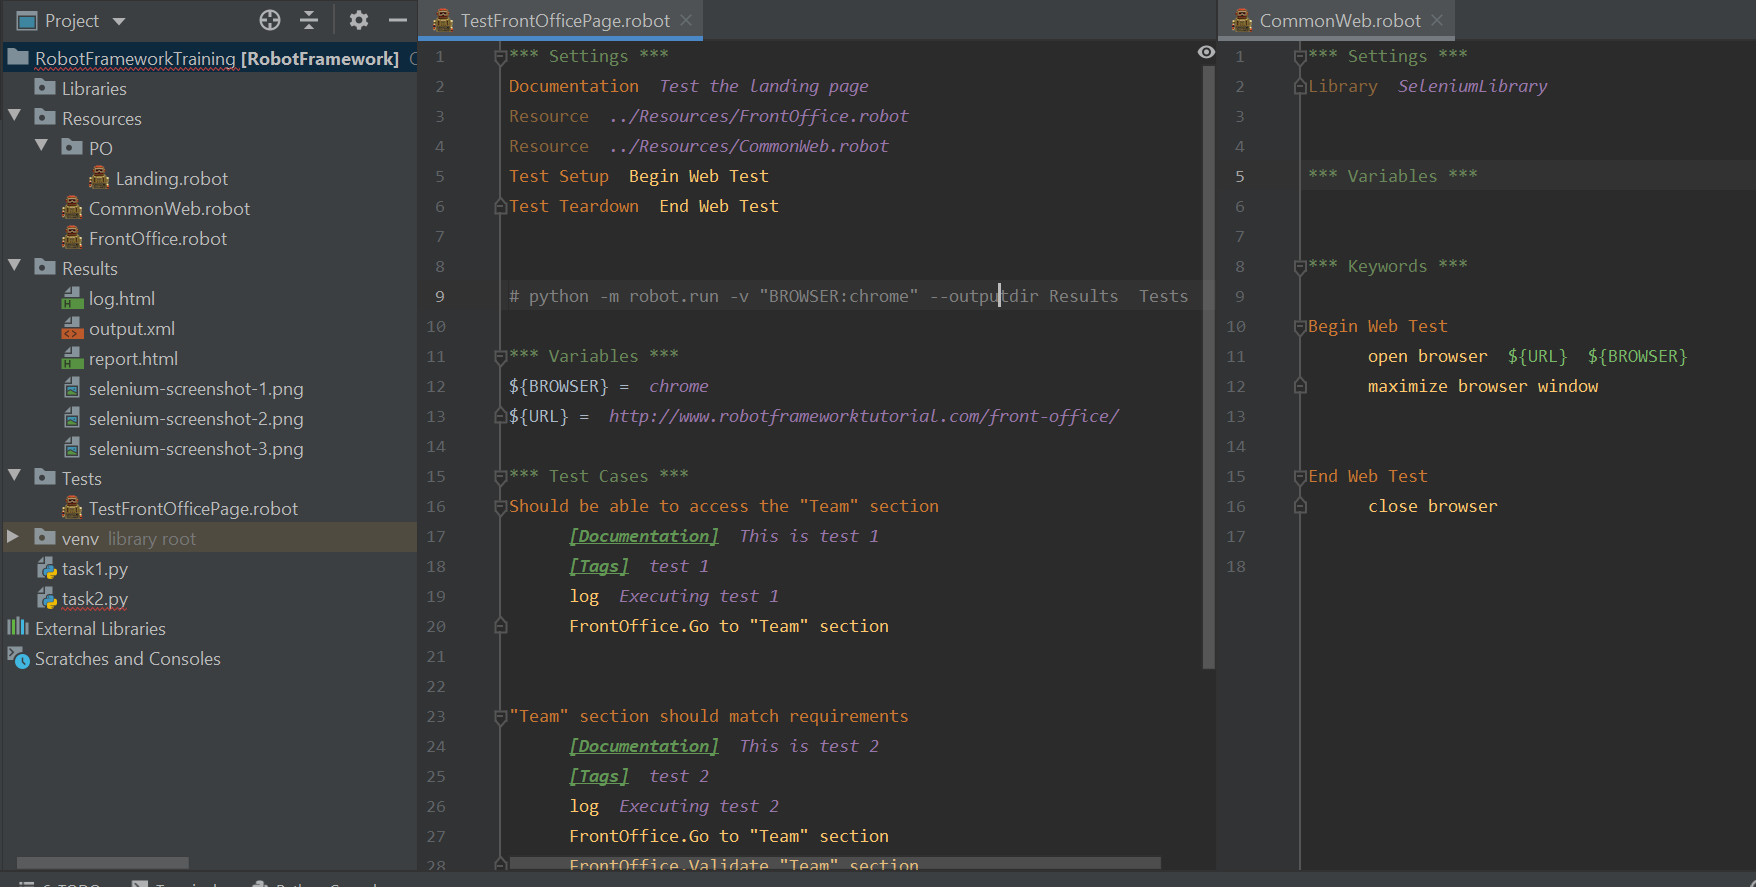 Project
RobotFrameworkTraining [RobotFramework]
Libraries
Resources
PO
Landing.robot
CommonWeb.robot
FrontOffice.robot
Results
log.html
output.xml
report.html
selenium-screenshot-1.png
selenium-screenshot-2.png
selenium-screenshot-3.png
Tests
TestFrontOfficePage.robot
venv library root
task1.py
task2.py
External Libraries
Scratches and Consoles
TestFrontOfficePage.robot
1 *** Settings ***
2 Documentation  Test the landing page
3 Resource  ../Resources/FrontOffice.robot
4 Resource  ../Resources/CommonWeb.robot
5 Test Setup  Begin Web Test
6 Test Teardown  End Web Test
7
8
9 # python -m robot.run -v "BROWSER:chrome" --outputdir Results  Tests
10
11 *** Variables ***
12 ${BROWSER} =  chrome
13 ${URL} =  http://www.robotframeworktutorial.com/front-office/
14
15 *** Test Cases ***
16 Should be able to access the "Team" section
17 [Documentation]  This is test 1
18 [Tags]  test 1
19 log  Executing test 1
20 FrontOffice.Go to "Team" section
21
22
23 "Team" section should match requirements
24 [Documentation]  This is test 2
25 [Tags]  test 2
26 log  Executing test 2
27 FrontOffice.Go to "Team" section
28 FrontOffice.Validate "Team" section
CommonWeb.robot
1 *** Settings ***
2 Library  SeleniumLibrary
3
4
5 *** Variables ***
6
7
8 *** Keywords ***
9
10 Begin Web Test
11 open browser  ${URL}  ${BROWSER}
12 maximize browser window
13
14
15 End Web Test
16 close browser
17
18